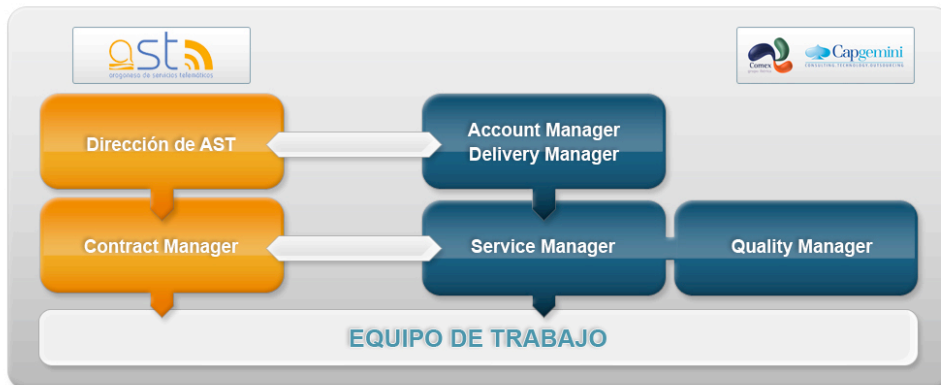 ast
aragonesa de servicios telemáticos
Comex
Capgemini
CONSULTING.TECHNOLOGY.OUTSOURCING
Dirección de AST
Account Manager
Delivery Manager
Contract Manager
Service Manager
Quality Manager
EQUIPO DE TRABAJO